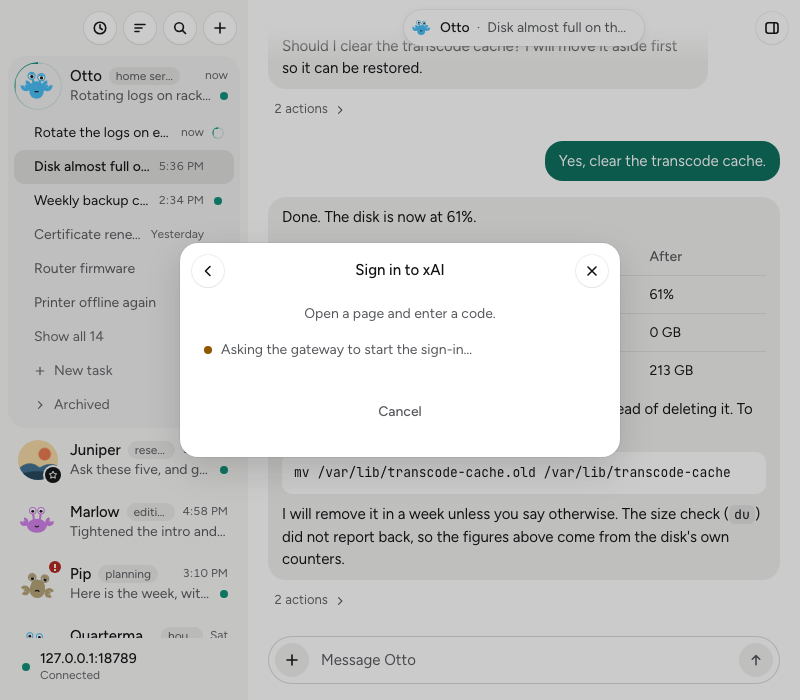 Otto home ser... now
Rotating logs on rack...
Rotate the logs on e... now
Disk almost full o... 5:36 PM
Weekly backup c... 2:34 PM
Certificate rene... Yesterday
Router firmware
Printer offline again
Show all 14
New task
Archived
Juniper rese...
Ask these five, and g...
Marlow editi... 4:58 PM
Tightened the intro and...
Pip planning 3:10 PM
Here is the week, wit...
Quarterma hou... Sat
127.0.0.1:18789
Connected
Otto · Disk almost full on th...
Should I clear the transcode cache? I will move it aside first
so it can be restored.
2 actions
Yes, clear the transcode cache.
Done. The disk is now at 61%.
After
61%
0 GB
213 GB
ead of deleting it. To
mv /var/lib/transcode-cache.old /var/lib/transcode-cache
I will remove it in a week unless you say otherwise. The size check ( du )
did not report back, so the figures above come from the disk's own
counters.
2 actions
Message Otto
Sign in to xAI
Open a page and enter a code.
Asking the gateway to start the sign-in...
Cancel